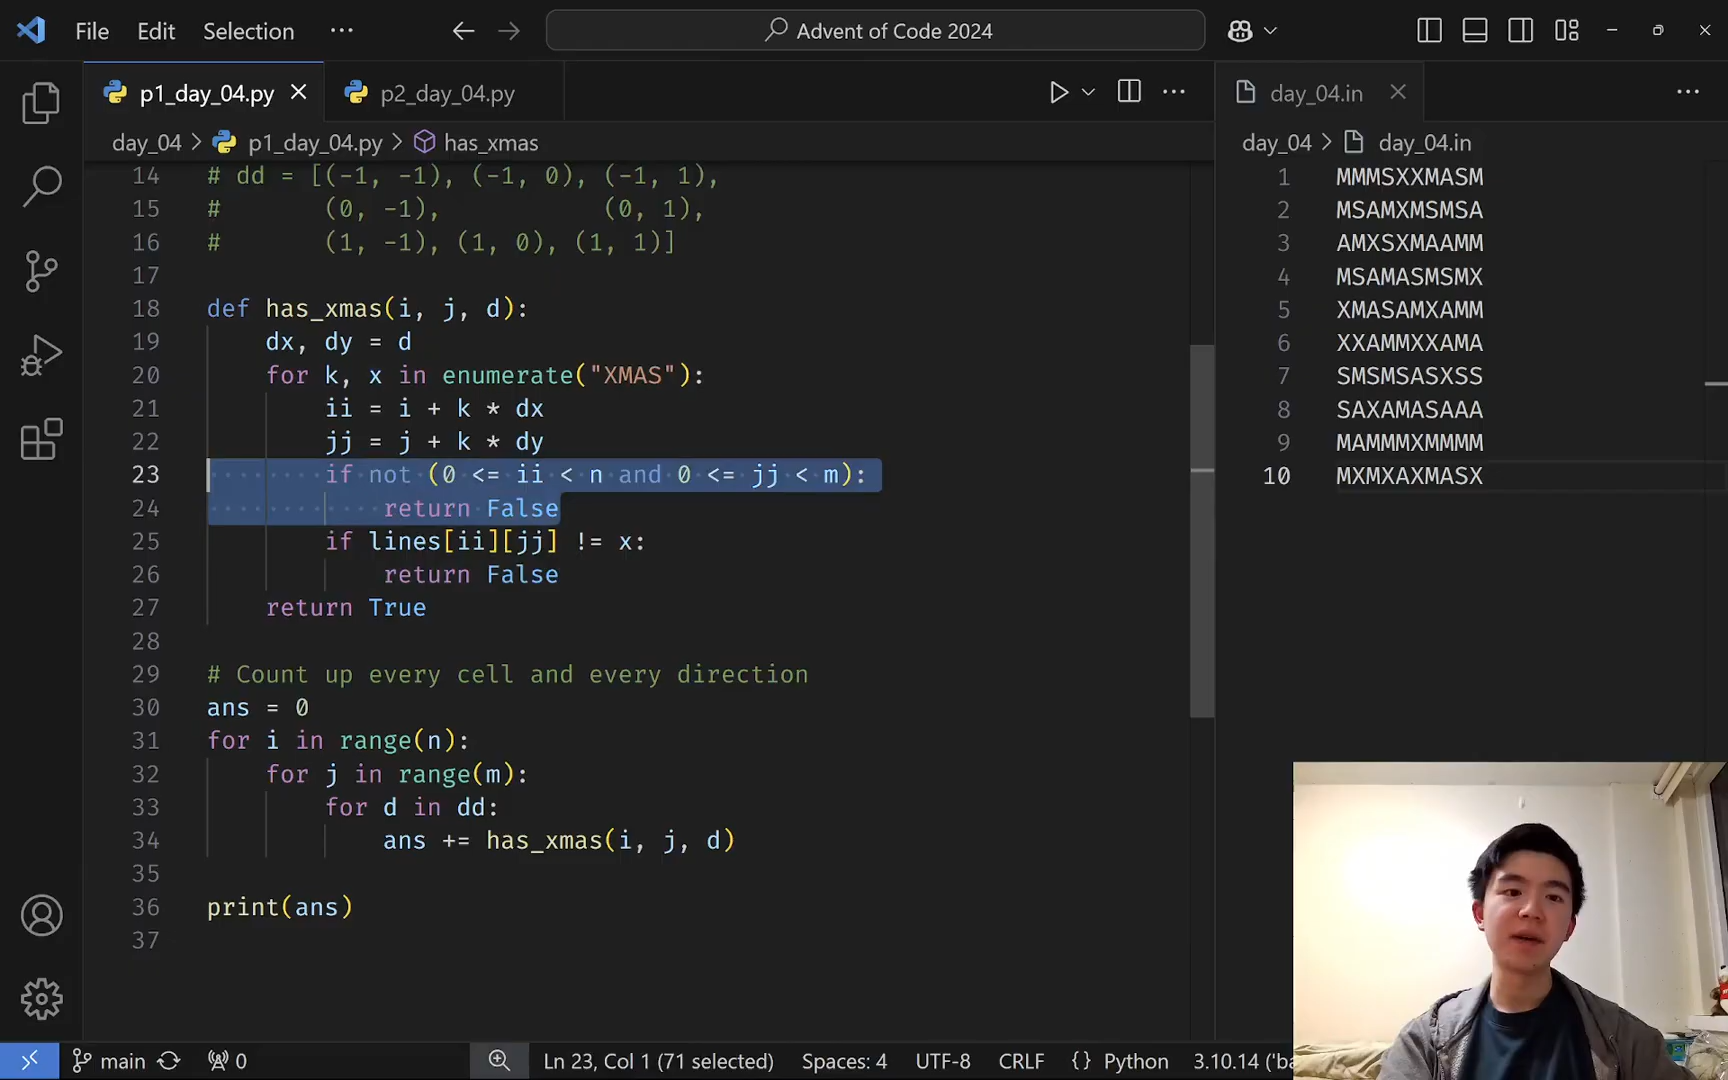 File Edit Selection ··· Advent of Code 2024
p1_day_04.py p2_day_04.py day_04.in
day_04 > p1_day_04.py > has_xmas day_04 > day_04.in
14 # dd = [(-1, -1), (-1, 0), (-1, 1),
15 # (0, -1), (0, 1),
16 # (1, -1), (1, 0), (1, 1)]
17
18 def has_xmas(i, j, d):
19 dx, dy = d
20 for k, x in enumerate("XMAS"):
21 ii = i + k * dx
22 jj = j + k * dy
23 if not (0 <= ii < n and 0 <= jj < m):
24 return False
25 if lines[ii][jj] != x:
26 return False
27 return True
28
29 # Count up every cell and every direction
30 ans = 0
31 for i in range(n):
32 for j in range(m):
33 for d in dd:
34 ans += has_xmas(i, j, d)
35
36 print(ans)
37
1 MMMSXXMASM
2 MSAMXMSMSA
3 AMXSXMAAMM
4 MSAMASMSMX
5 XMASAMXAMM
6 XXAMMXXAMA
7 SMSMSASXSS
8 SAXAMASAAA
9 MAMMMXMMMM
10 MXMXAXMASX
main 0 Ln 23, Col 1 (71 selected) Spaces: 4 UTF-8 CRLF {} Python 3.10.14 ('ba